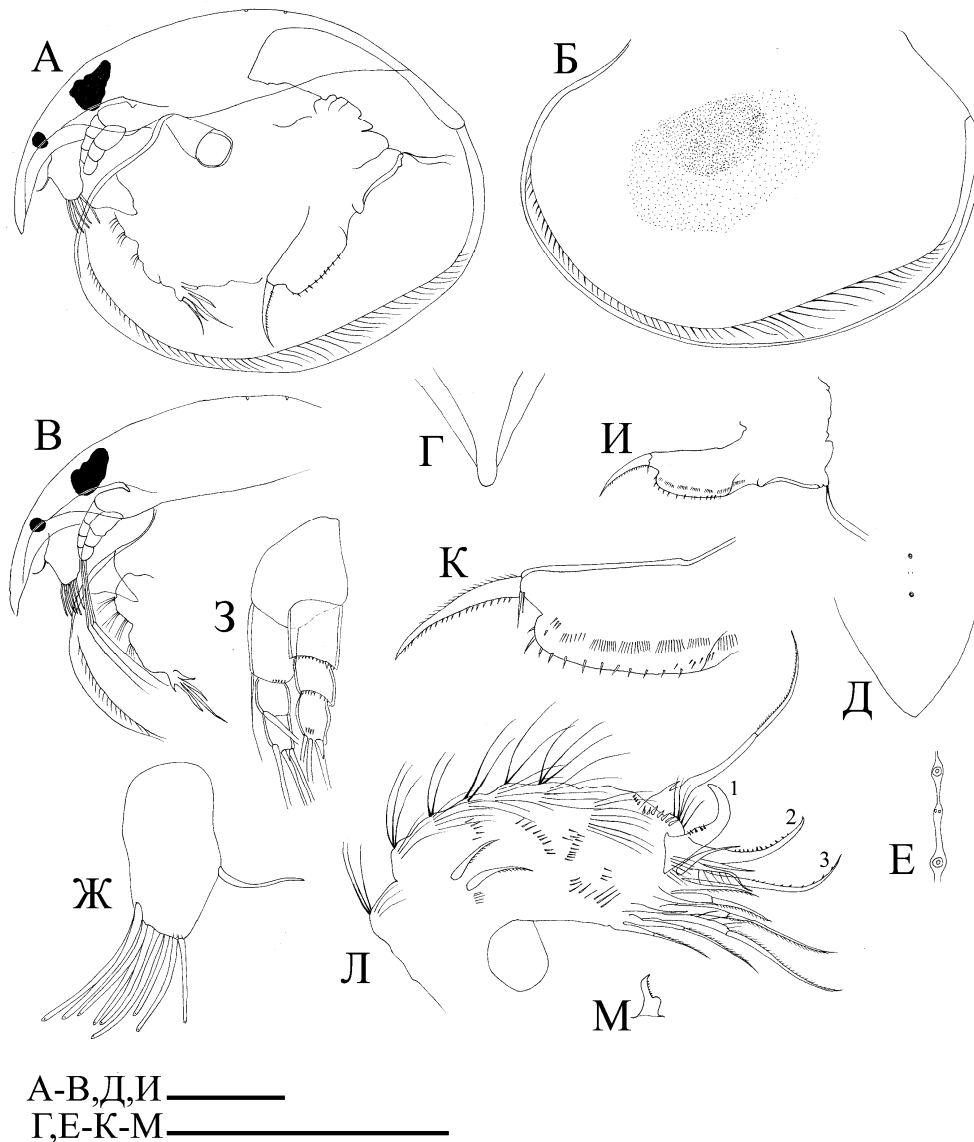 А
Б
В
Г
И
К
З
Д
1
2
3
Е
Ж
Л
М
А-В,Д,И
Г,Е-К-М